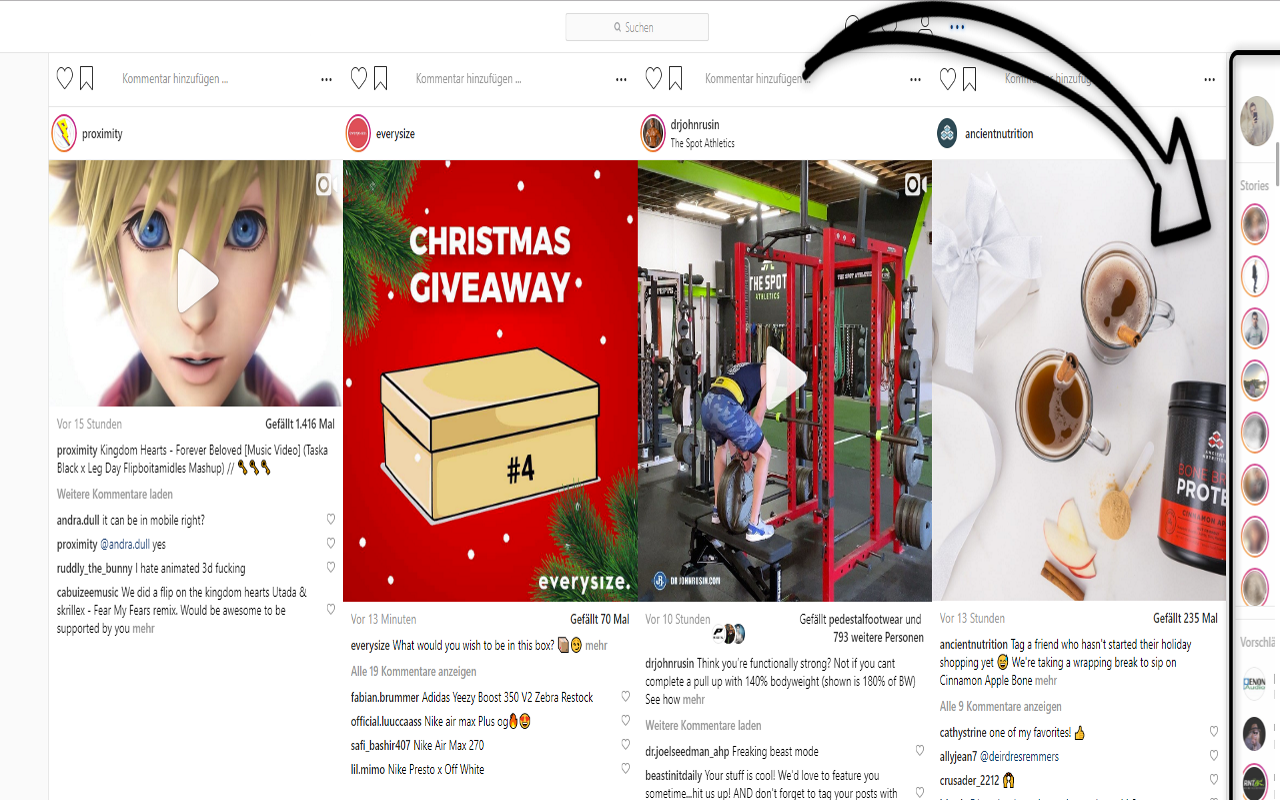 Suchen
Kommentar hinzufügen ...
Kommentar hinzufügen ...
Kommentar hinzufügen ...
Kommentar hinzufüg
proximity
Vor 15 Stunden
Gefällt 1.416 Mal
proximity Kingdom Hearts - Forever Beloved [Music Video] (Taska
Black x Leg Day Flipboitamidles Mashup) // 🔑🔑🔑
Weitere Kommentare laden
andra.dull it can be in mobile right?
proximity @andra.dull yes
ruddly_the_bunny I hate animated 3d fucking
cabuizeemusic We did a flip on the kingdom hearts Utada &
skrillex - Fear My Fears remix. Would be awesome to be
supported by you mehr
everysize
CHRISTMAS
GIVEAWAY
#4
everysize.
Vor 13 Minuten
Gefällt 70 Mal
everysize What would you wish to be in this box? mehr
Alle 19 Kommentare anzeigen
fabian.brummer Adidas Yeezy Boost 350 V2 Zebra Restock
official.luuccaass Nike air max Plus og🔥😍
safi_bashir407 Nike Air Max 270
lil.mimo Nike Presto x Off White
drjohnrusin
The Spot Athletics
THE SPOT
ATHLETICS
THE SPOT ATHLETICS
DR JOHNRUSIN.COM
Vor 10 Stunden
Gefällt pedestalfootwear und
793 weitere Personen
drjohnrusin Think you're functionally strong? Not if you cant
complete a pull up with 140% bodyweight (shown is 180% of BW)
See how mehr
Weitere Kommentare laden
dr.joelseedman_ahp Freaking beast mode
beastinitdaily Your stuff is cool! We'd love to feature you
sometime...hit us up! AND don't forget to tag your posts with
ancientnutrition
ANCIENT
NUTRITION
BONE BR
PROTE
CINNAMON AP
Vor 13 Stunden
Gefällt 235 Mal
ancientnutrition Tag a friend who hasn't started their holiday
shopping yet 😅 We're taking a wrapping break to sip on
Cinnamon Apple Bone mehr
Alle 9 Kommentare anzeigen
cathystrine one of my favorites! 👍
allyjean7 @deirdresremmers
crusader_2212
Stories
Vorschlä